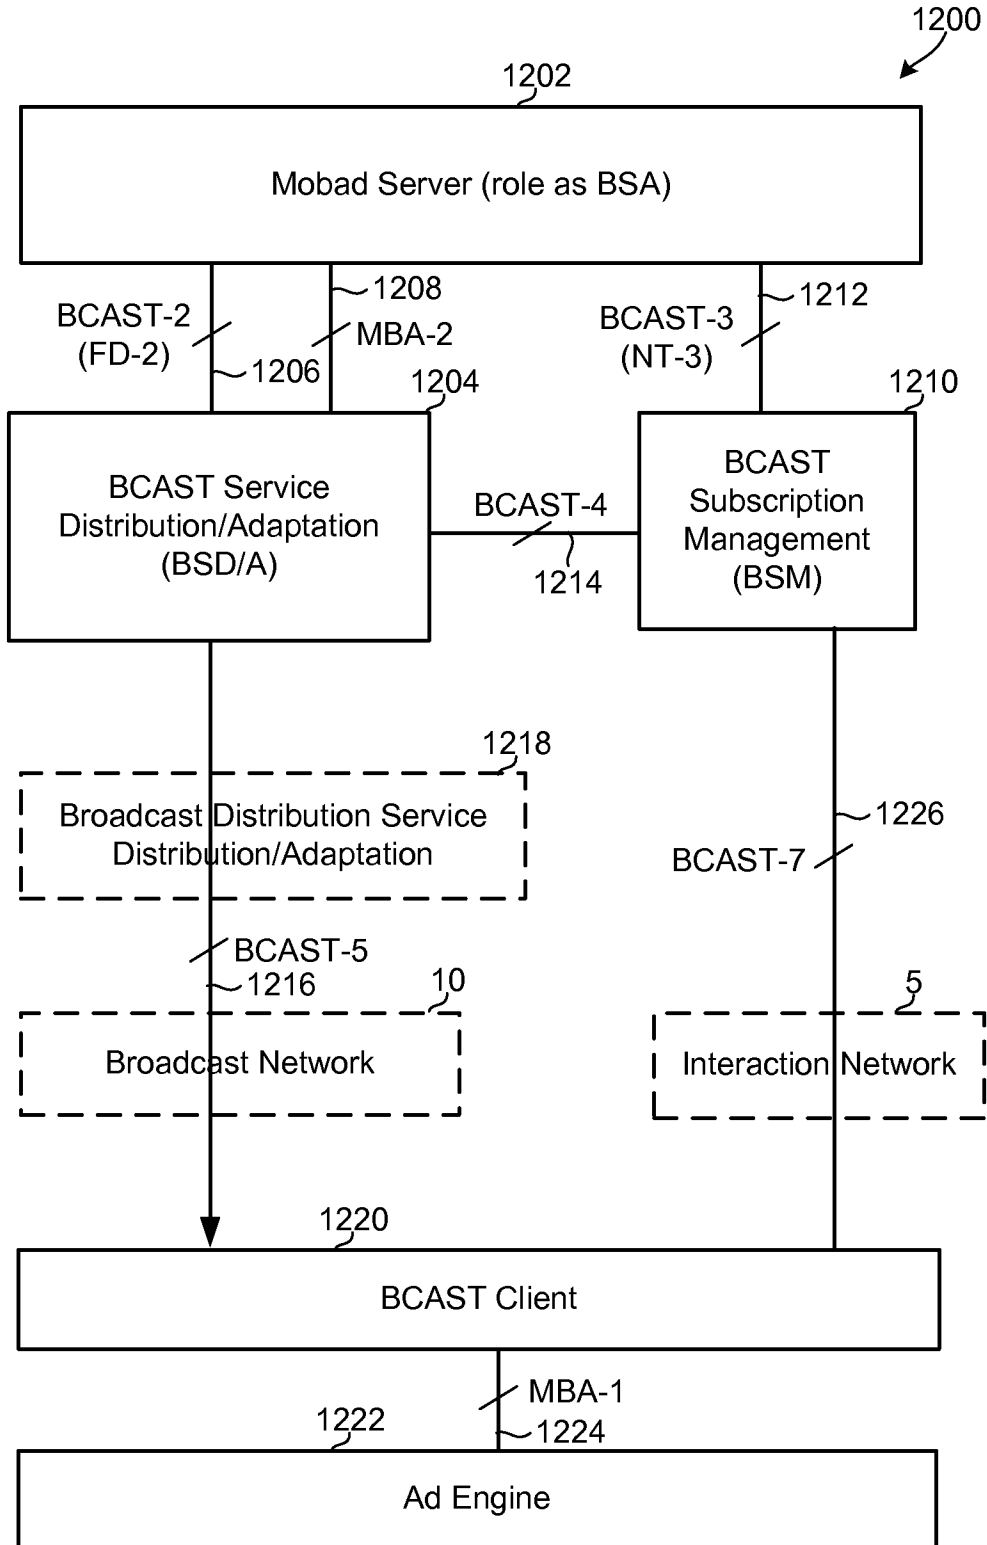 1200
1202
Mobad Server (role as BSA)
1208
1212
BCAST-2
(FD-2)
MBA-2
BCAST-3
(NT-3)
1206
1204
1210
BCAST Service
Distribution/Adaptation
(BSD/A)
BCAST-4
1214
BCAST
Subscription
Management
(BSM)
1218
Broadcast Distribution Service
Distribution/Adaptation
1226
BCAST-7
BCAST-5
1216
10
5
Broadcast Network
Interaction Network
1220
BCAST Client
MBA-1
1224
1222
Ad Engine